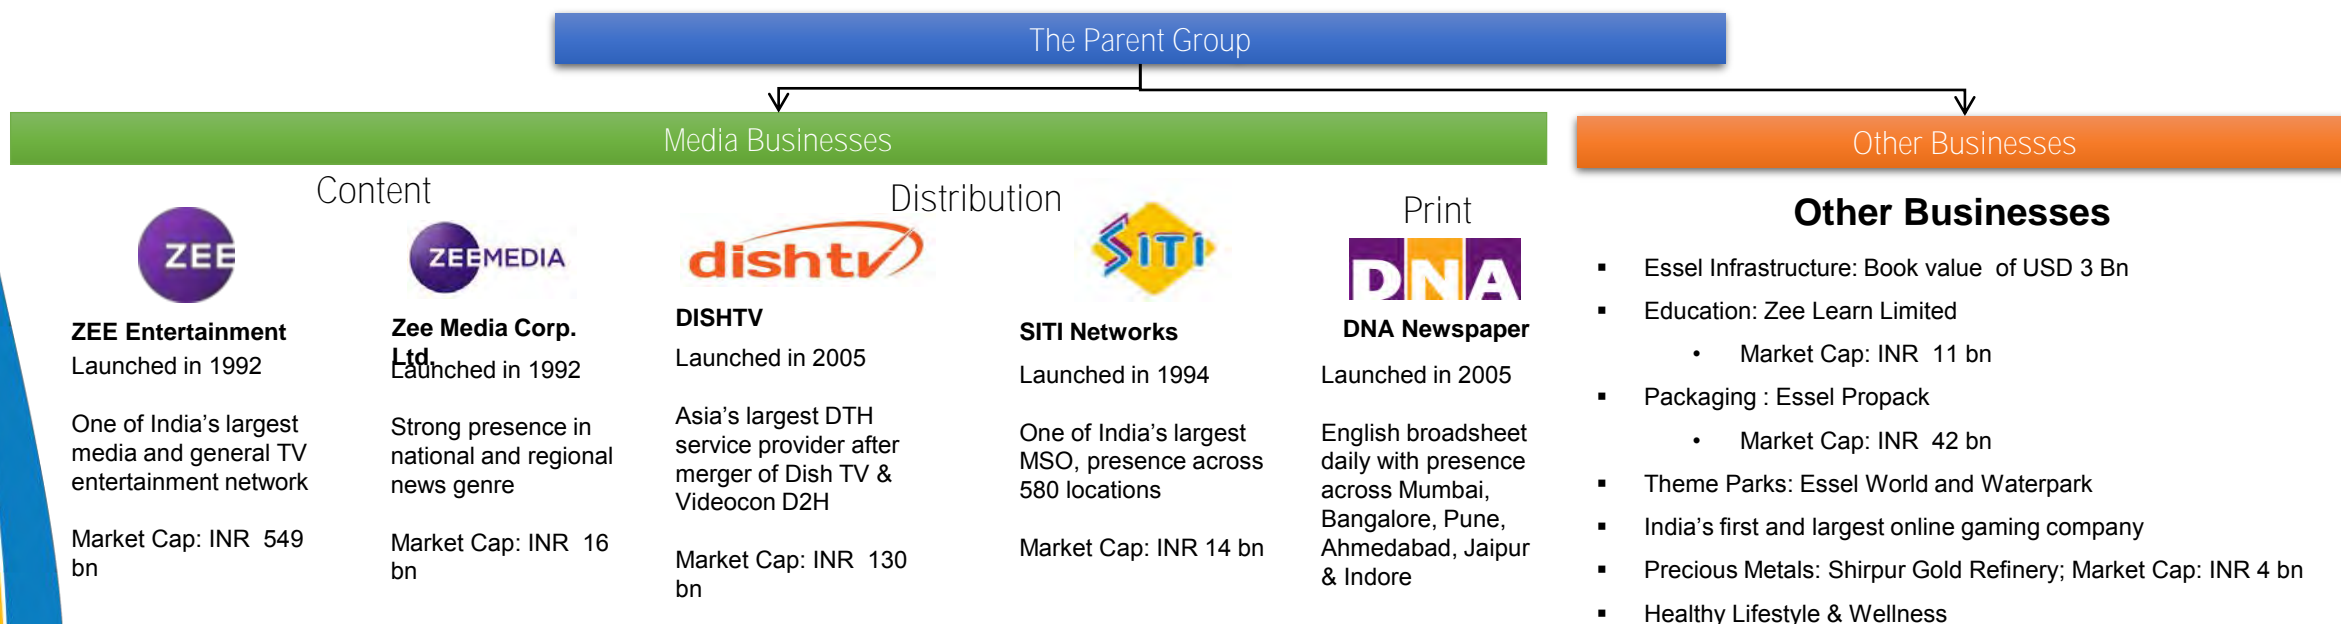 The Parent Group
Media Businesses
Other Businesses
Content
Distribution
Print
ZEE
ZEEMEDIA
dishtv
SITI
DNA
ZEE Entertainment
Launched in 1992
One of India’s largest
media and general TV
entertainment network
Market Cap: INR 549
bn
Zee Media Corp.
Ltd.
Launched in 1992
Strong presence in
national and regional
news genre
Market Cap: INR 16
bn
DISHTV
Launched in 2005
Asia’s largest DTH
service provider after
merger of Dish TV &
Videocon D2H
Market Cap: INR 130
bn
SITI Networks
Launched in 1994
One of India’s largest
MSO, presence across
580 locations
Market Cap: INR 14 bn
DNA Newspaper
Launched in 2005
English broadsheet
daily with presence
across Mumbai,
Bangalore, Pune,
Ahmedabad, Jaipur
& Indore
Other Businesses
▪ Essel Infrastructure: Book value of USD 3 Bn
▪ Education: Zee Learn Limited
• Market Cap: INR 11 bn
▪ Packaging : Essel Propack
• Market Cap: INR 42 bn
▪ Theme Parks: Essel World and Waterpark
▪ India’s first and largest online gaming company
▪ Precious Metals: Shirpur Gold Refinery; Market Cap: INR 4 bn
▪ Healthy Lifestyle & Wellness